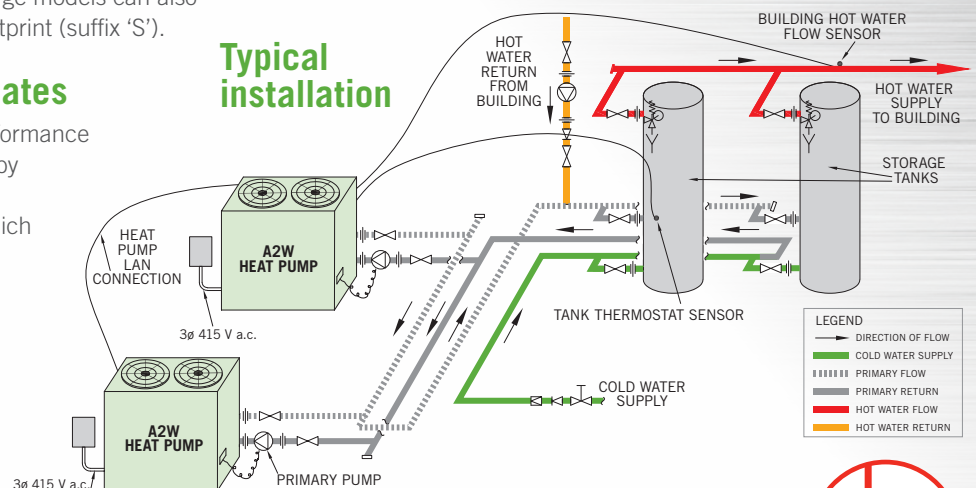 ge models can also
tprint (suffix ‘S’).
ates
formance
by
ich
Typical
installation
HOT
WATER
RETURN
FROM
BUILDING
BUILDING HOT WATER
FLOW SENSOR
HOT WATER
SUPPLY
TO BUILDING
STORAGE
TANKS
HEAT
PUMP
LAN
CONNECTION
A2W
HEAT PUMP
3ø 415 V a.c.
TANK THERMOSTAT SENSOR
COLD WATER
SUPPLY
A2W
HEAT PUMP
3ø 415 V a.c.
PRIMARY PUMP
LEGEND
DIRECTION OF FLOW
COLD WATER SUPPLY
PRIMARY FLOW
PRIMARY RETURN
HOT WATER FLOW
HOT WATER RETURN